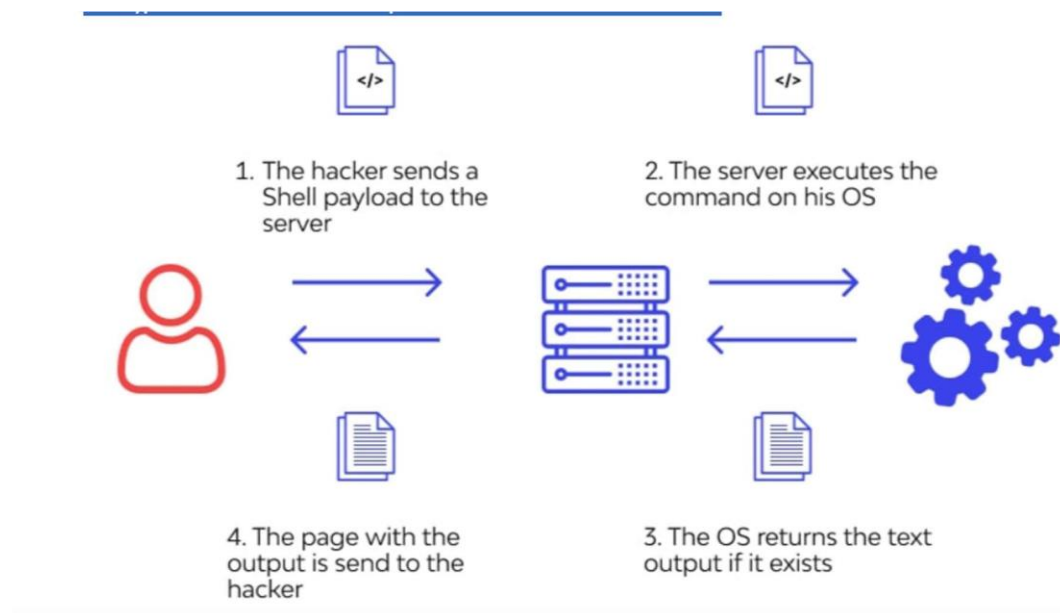 </>
</>
1. The hacker sends a
Shell payload to the
server
2. The server executes the
command on his OS
4. The page with the
output is send to the
hacker
3. The OS returns the text
output if it exists